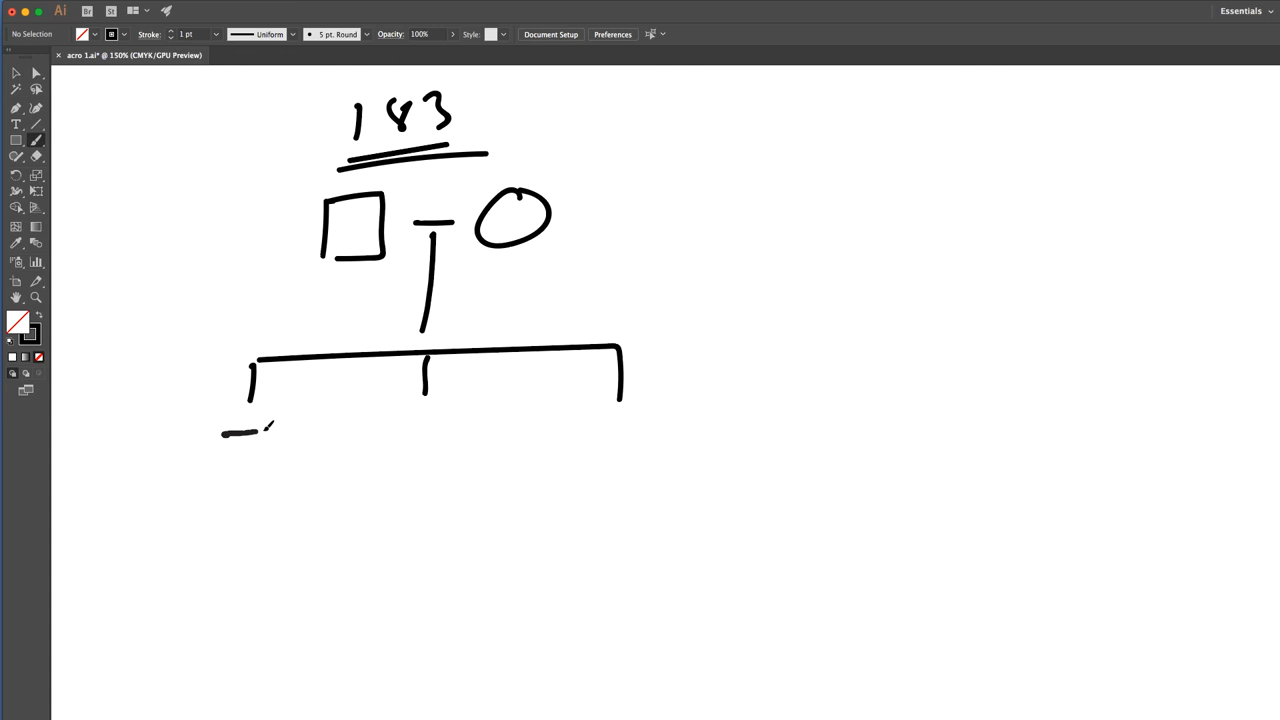 Ai Br St Essentials
No Selection Stroke: 1 pt Uniform 5 pt. Round Opacity: 100% Style: Document Setup Preferences
× acro 1.ai* @ 150% (CMYK/GPU Preview)
183